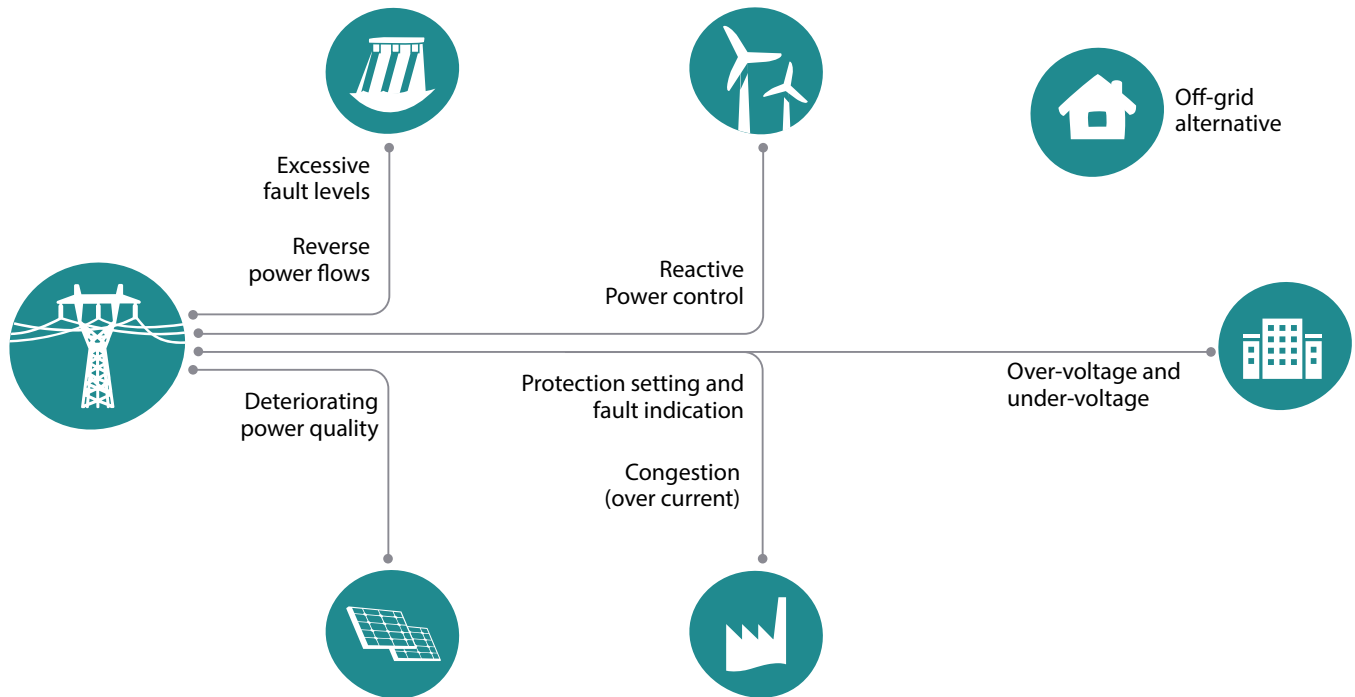 Off-grid
alternative
Excessive
fault levels
Reverse
power flows
Reactive
Power control
Deteriorating
power quality
Protection setting and
fault indication
Over-voltage and
under-voltage
Congestion
(over current)